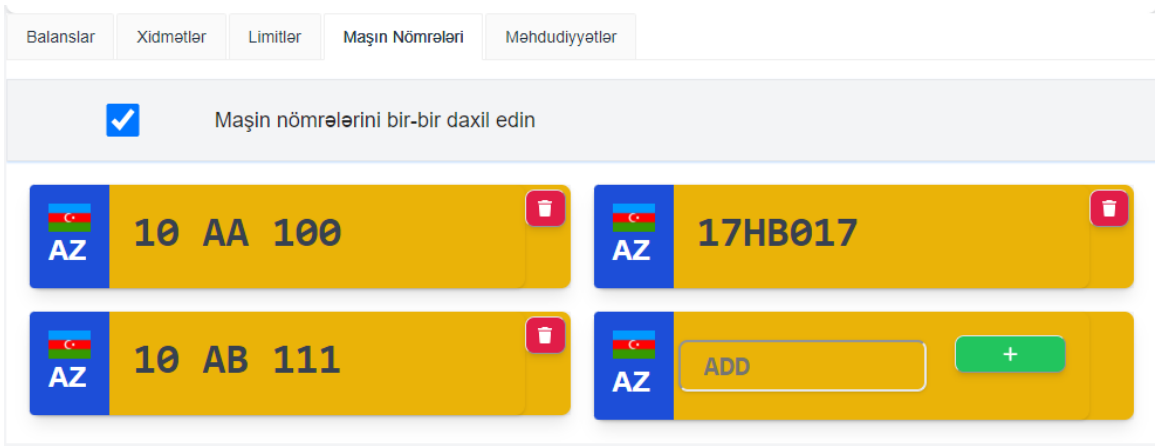 Balanslar Xidmətlər Limitlər Maşın Nömrələri Məhdudiyyətlər
Maşin nömrələrini bir-bir daxil edin
AZ 10 AA 100
AZ 17HB017
AZ 10 AB 111
AZ ADD +